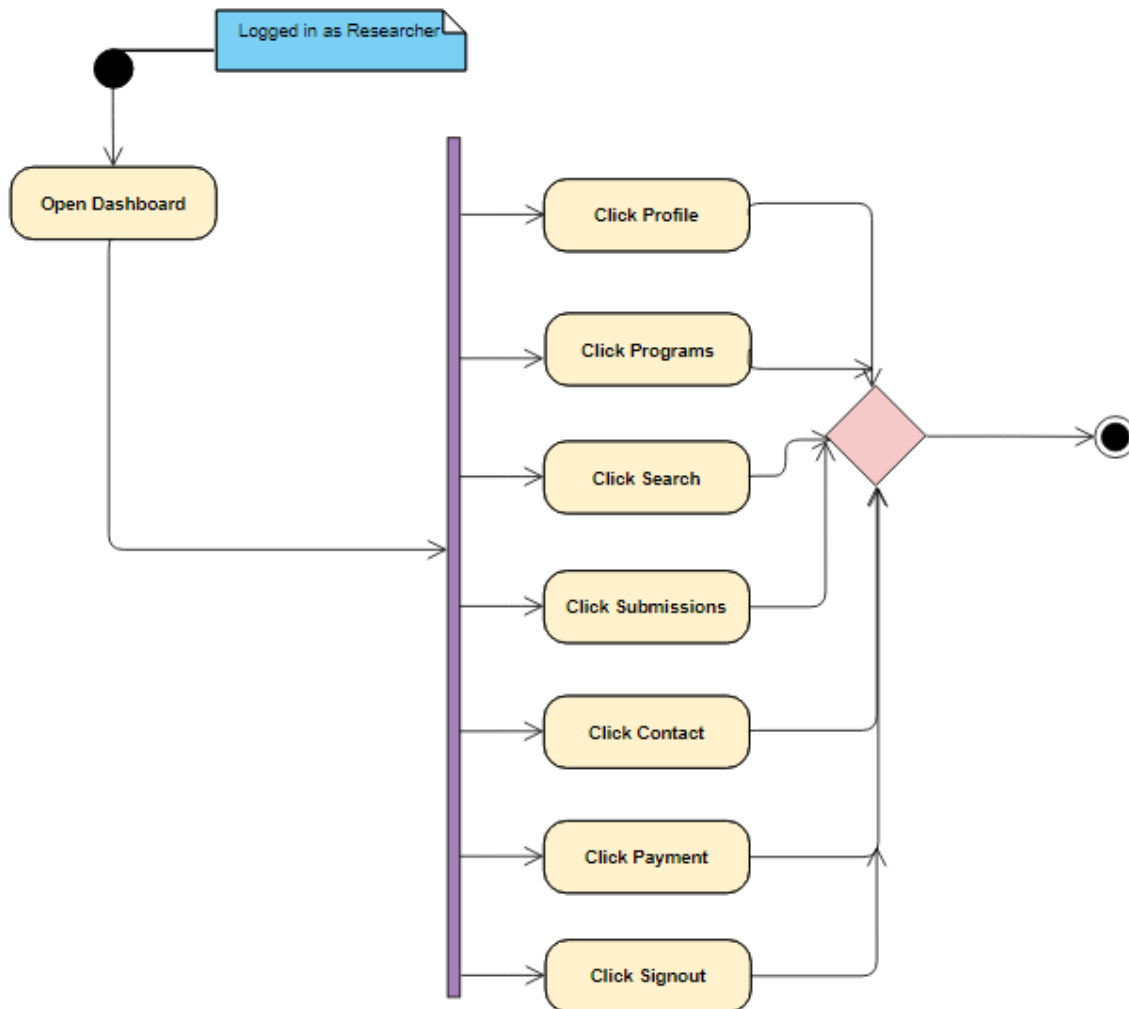 Logged in as Researcher
Open Dashboard
Click Profile
Click Programs
Click Search
Click Submissions
Click Contact
Click Payment
Click Signout